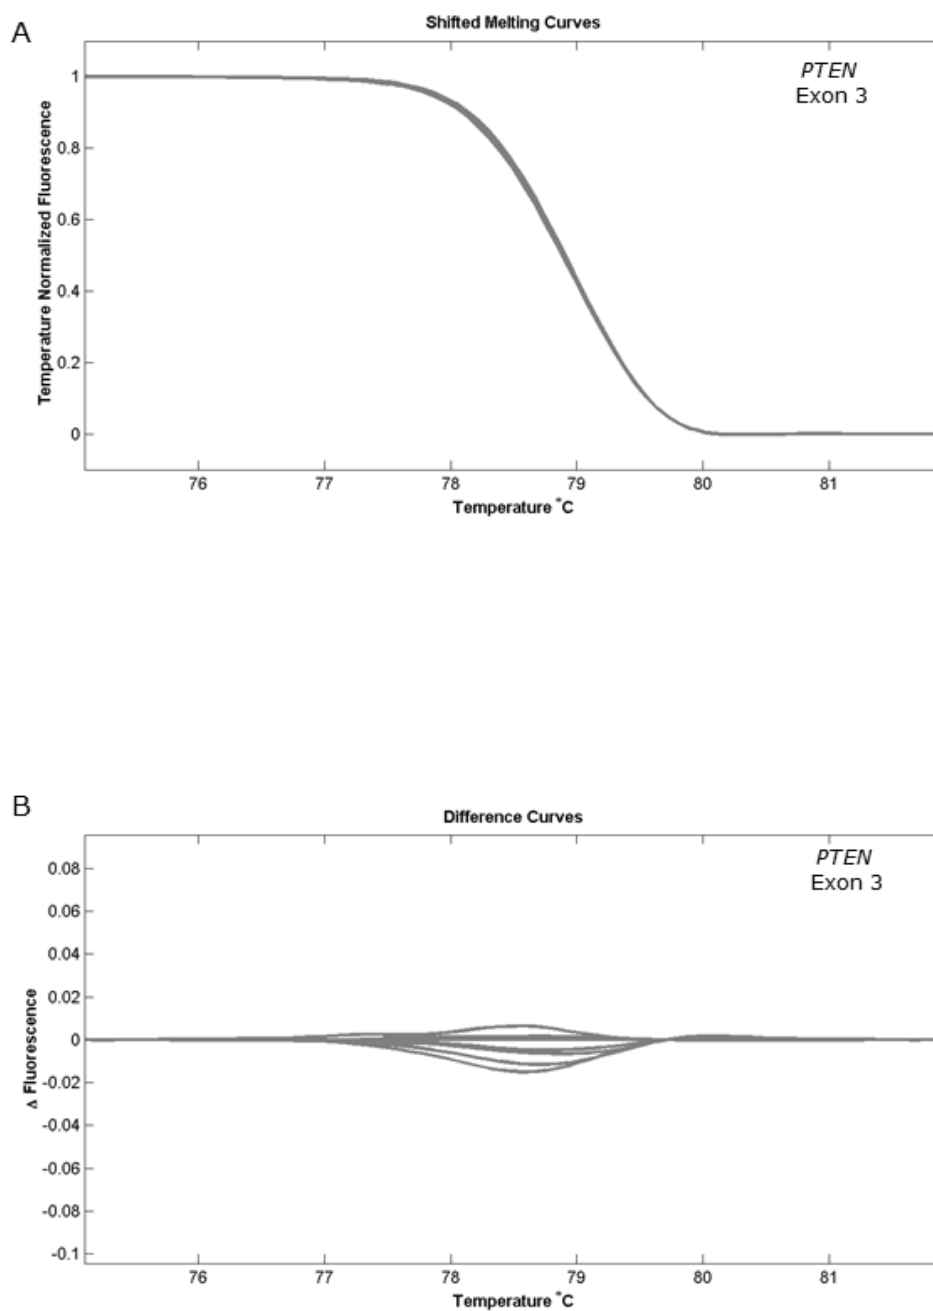 A
Shifted Melting Curves
PTEN
Exon 3
Temperature Normalized Fluorescence
1
0.8
0.6
0.4
0.2
0
76 77 78 79 80 81
Temperature °C
B
Difference Curves
PTEN
Exon 3
Δ Fluorescence
0.08
0.06
0.04
0.02
0
-0.02
-0.04
-0.06
-0.08
-0.1
76 77 78 79 80 81
Temperature °C